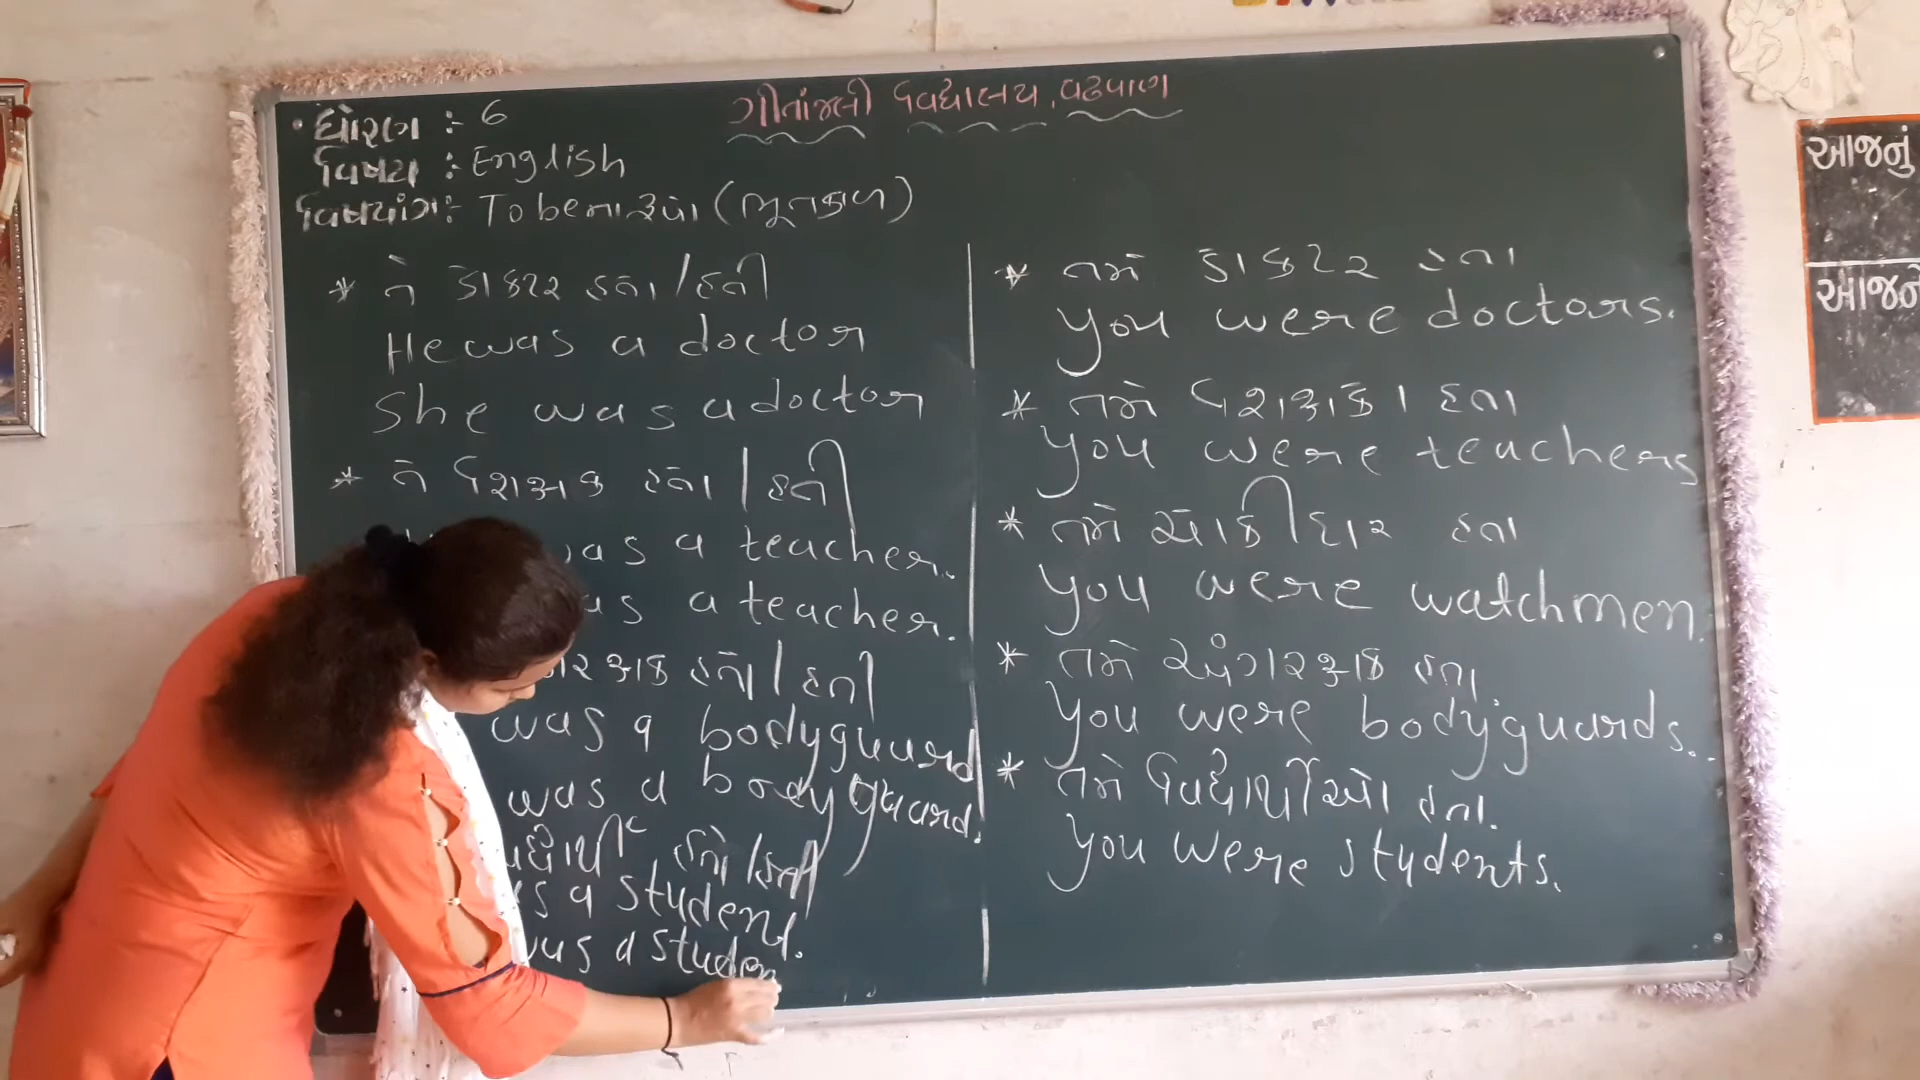 ગીતાંજલી વિદ્યાલય, વઢવાણ
ધોરણ :- 6
વિષય :- English
વિષયાંગ :- To be ના રૂપો (ભૂતકાળ)
* તે ડોક્ટર હતા/હતી
He was a doctor
She was a doctor
* તે શિક્ષક હતા/હતી
was a teacher.
a teacher.
હતો/હતી
was a bodyguard
was a bodyguard.
હતો/હતી
a student.
was a studen
* તમે ડોક્ટર હતા
you were doctors.
* તમે શિક્ષકો હતા
you were teachers
* તમે ચોકીદાર હતા
you were watchmen.
* તમે અંગરક્ષક હતા.
you were bodyguards.
* તમે વિદ્યાર્થીઓ હતા.
you were students.
આજનું